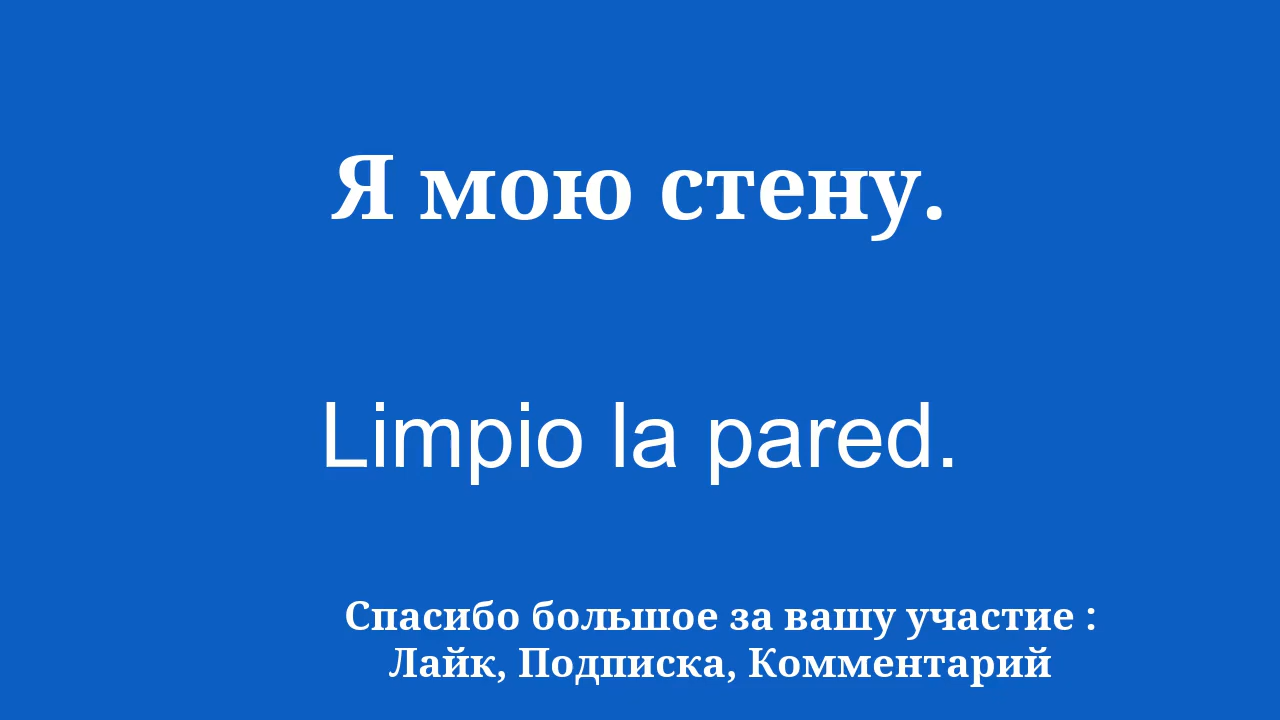 Я мою стену.
Limpio la pared.
Спасибо большое за вашу участие :
Лайк, Подписка, Комментарий